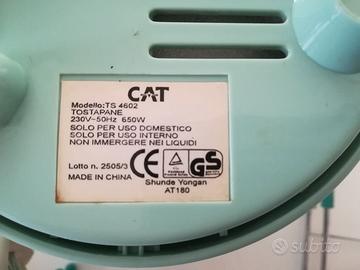 CAT
Modello: TS 4602
TOSTAPANE
230V~50Hz 650W
SOLO PER USO DOMESTICO
SOLO PER USO INTERNO
NON IMMERGERE NEI LIQUIDI
Lotto n. 2505/3
MADE IN CHINA
CE
GS
Shunde Yongan
AT180
subito